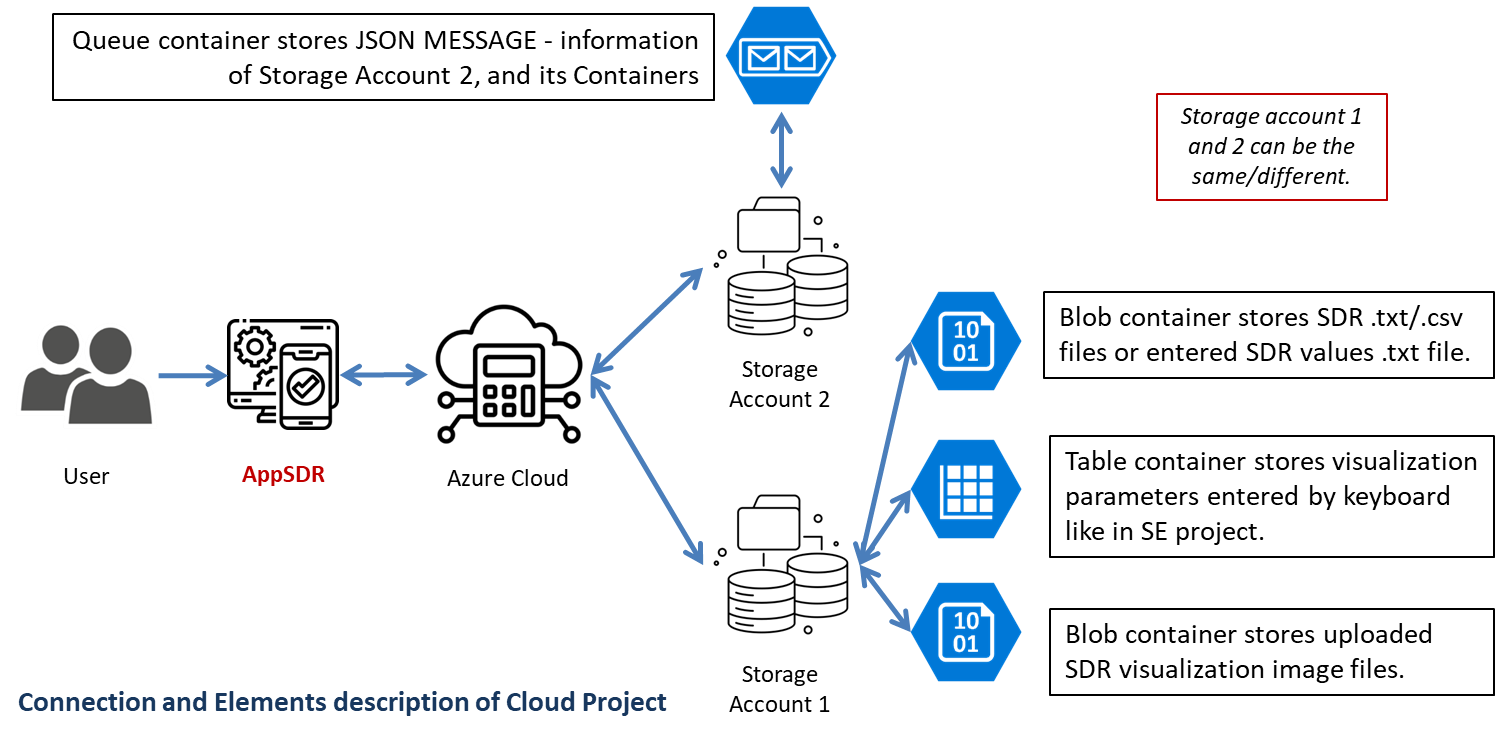 Queue container stores JSON MESSAGE - information
of Storage Account 2, and its Containers
Storage account 1
and 2 can be the
same/different.
Storage
Account 2
10
01
Blob container stores SDR .txt/.csv
files or entered SDR values .txt file.
User
AppSDR
Azure Cloud
Table container stores visualization
parameters entered by keyboard
like in SE project.
10
01
Blob container stores uploaded
SDR visualization image files.
Storage
Account 1
Connection and Elements description of Cloud Project